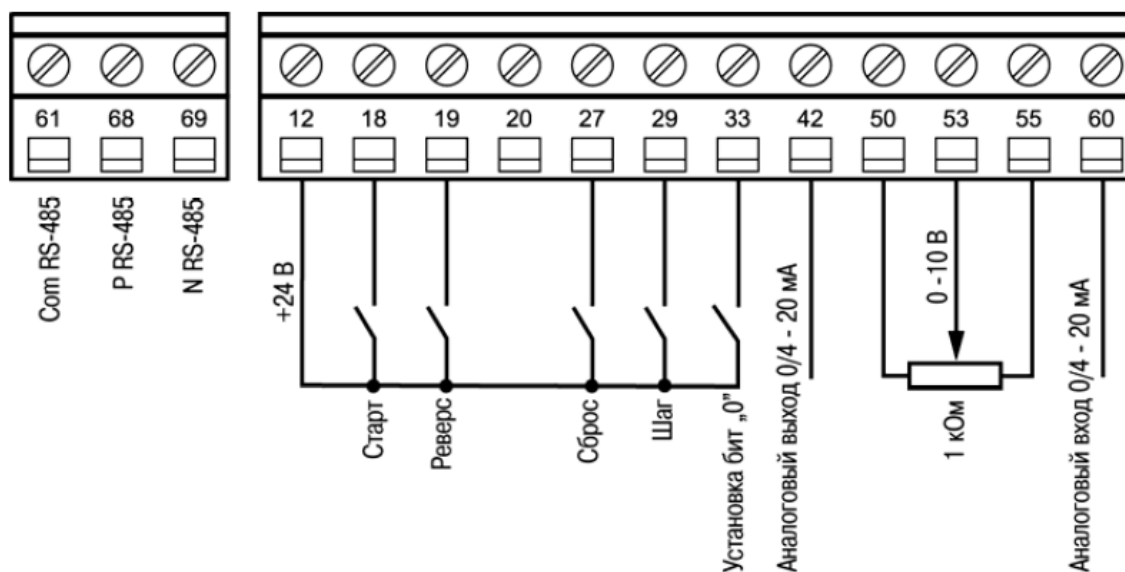 61 68 69
12 18 19 20 27 29 33 42 50 53 55 60
Com RS-485
P RS-485
N RS-485
+24 В
Старт
Реверс
Сброс
Шаг
Установка бит „0”
Аналоговый выход 0/4 - 20 мА
0 -10 В
1 кОм
Аналоговый вход 0/4 - 20 мА